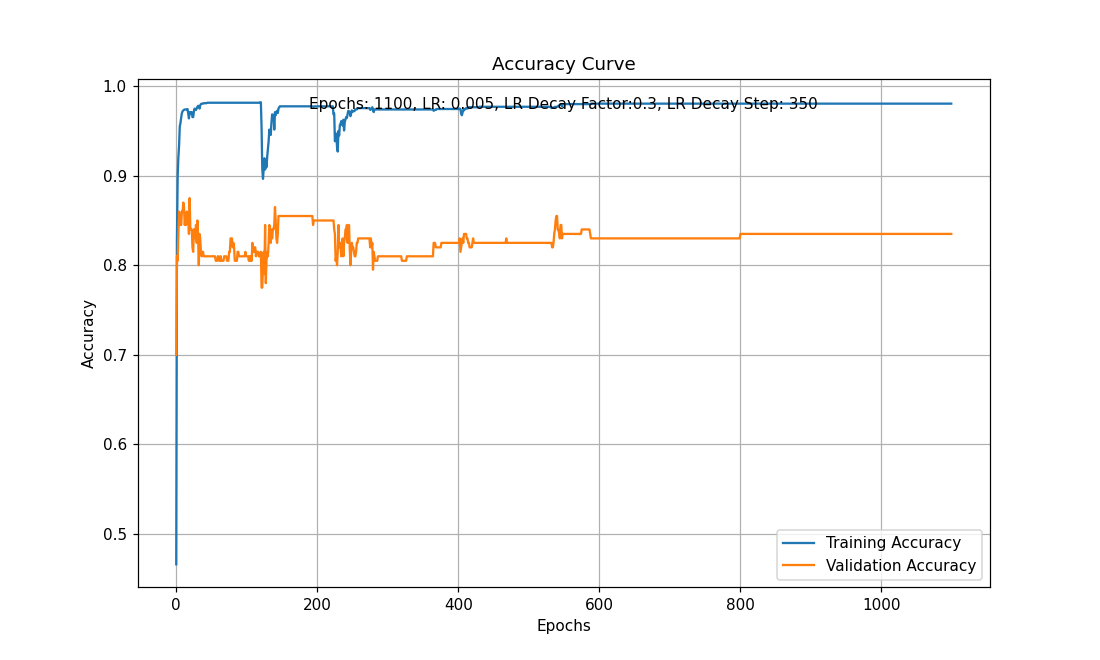 Accuracy Curve
Epochs: 1100, LR: 0.005, LR Decay Factor:0.3, LR Decay Step: 350
1.0
0.9
0.8
0.7
0.6
0.5
Accuracy
Training Accuracy
Validation Accuracy
0 200 400 600 800 1000
Epochs